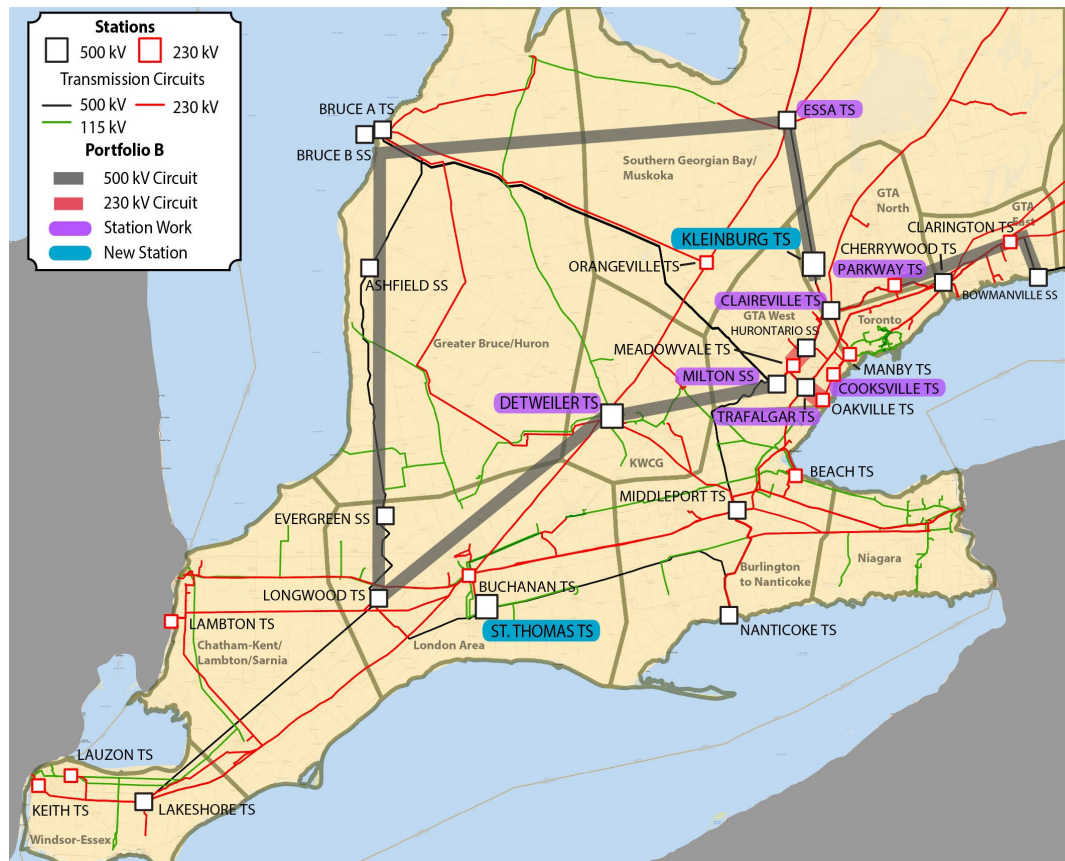 Stations
500 kV 230 kV
Transmission Circuits
500 kV 230 kV
115 kV
Portfolio B
500 kV Circuit
230 kV Circuit
Station Work
New Station
BRUCE A TS
BRUCE B SS
ESSA TS
Southern Georgian Bay/
Muskoka
GTA
North
GTA
East
CLARINGTON TS
KLEINBURG TS
CHERRYWOOD TS
ORANGEVILLE TS
PARKWAY TS
ASHFIELD SS
BOWMANVILLE SS
CLAIREVILLE TS
GTA West
Toronto
HURONTARIO SS
Greater Bruce/Huron
MEADOWVALE TS
MANBY TS
MILTON SS
COOKSVILLE TS
DETWEILER TS
OAKVILLE TS
TRAFALGAR TS
KWCG
BEACH TS
MIDDLEPORT TS
EVERGREEN SS
Niagara
Burlington
to Nanticoke
BUCHANAN TS
LONGWOOD TS
LAMBTON TS
ST. THOMAS TS
NANTICOKE TS
Chatham-Kent/
Lambton/Sarnia
London Area
LAUZON TS
KEITH TS
LAKESHORE TS
Windsor-Essex